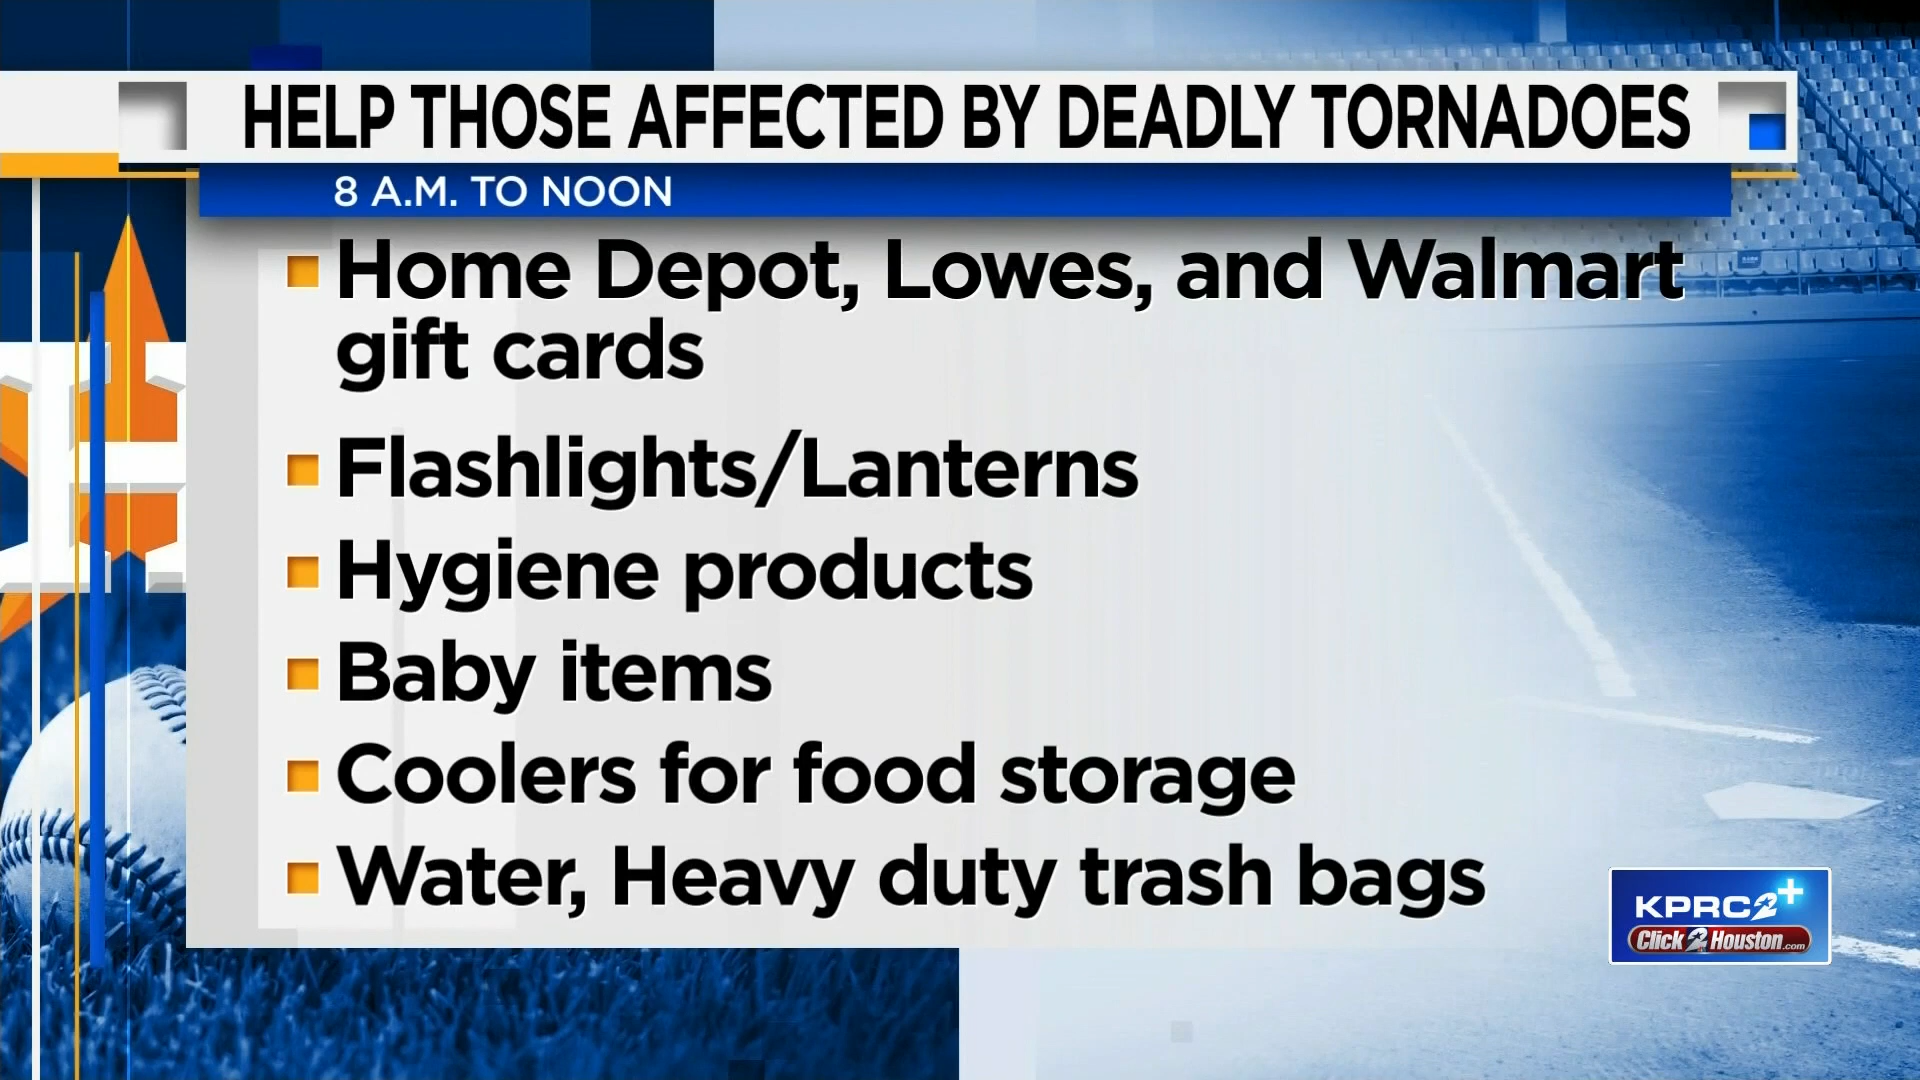 HELP THOSE AFFECTED BY DEADLY TORNADOES
8 A.M. TO NOON
Home Depot, Lowes, and Walmart
gift cards
Flashlights/Lanterns
Hygiene products
Baby items
Coolers for food storage
Water, Heavy duty trash bags
KPRC2+
Click2Houston.com